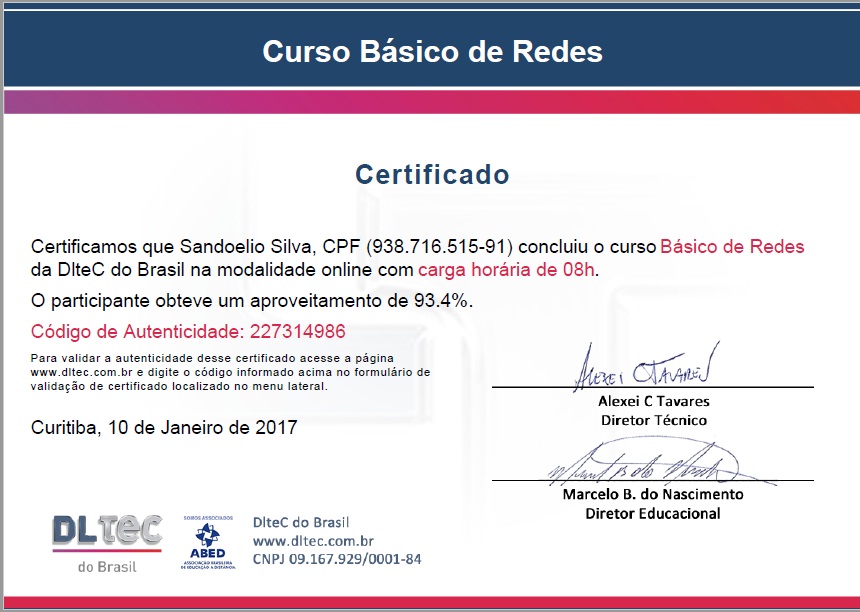 Curso Básico de Redes
Certificado
Certificamos que Sandoelio Silva, CPF (938.716.515-91) concluiu o curso Básico de Redes
da DlteC do Brasil na modalidade online com carga horária de 08h.
O participante obteve um aproveitamento de 93.4%.
Código de Autenticidade: 227314986
Para validar a autenticidade desse certificado acesse a página
www.dltec.com.br e digite o código informado acima no formulário de
validação de certificado localizado no menu lateral.
Curitiba, 10 de Janeiro de 2017
Alexei C Tavares
Alexei C Tavares
Diretor Técnico
Marcelo B. do Nascimento
Diretor Educacional
DLTEC
do Brasil
SOMOS ASSOCIADOS
ABED
ASSOCIAÇÃO BRASILEIRA
DE EDUCAÇÃO A DISTÂNCIA
DlteC do Brasil
www.dltec.com.br
CNPJ 09.167.929/0001-84